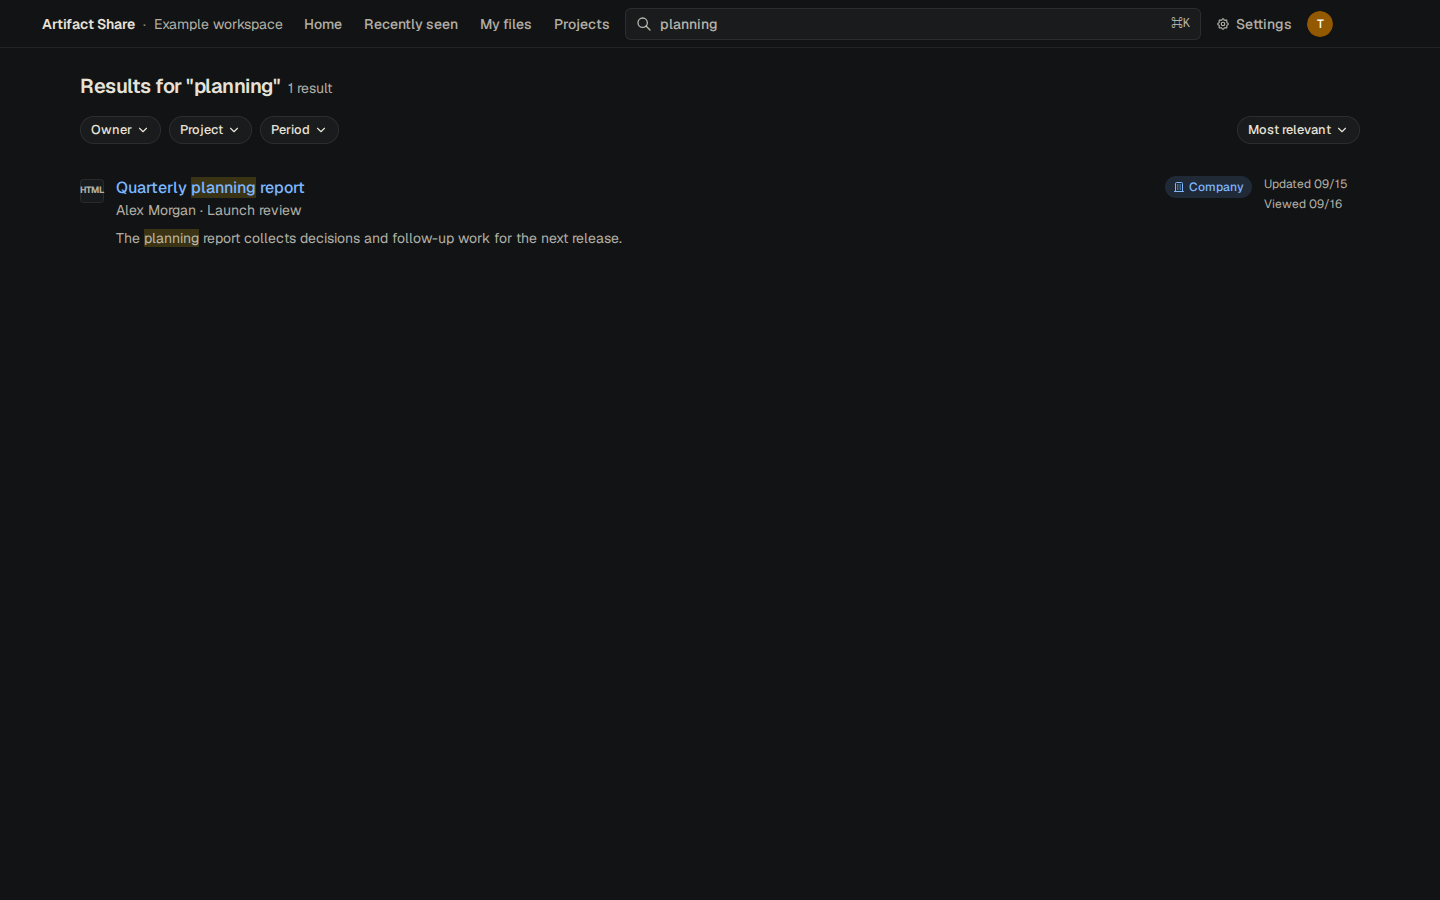 Artifact Share · Example workspace Home Recently seen My files Projects planning ⌘K Settings T
Results for "planning" 1 result
Owner Project Period Most relevant
HTML Quarterly planning report Company Updated 09/15
Alex Morgan · Launch review Viewed 09/16
The planning report collects decisions and follow-up work for the next release.